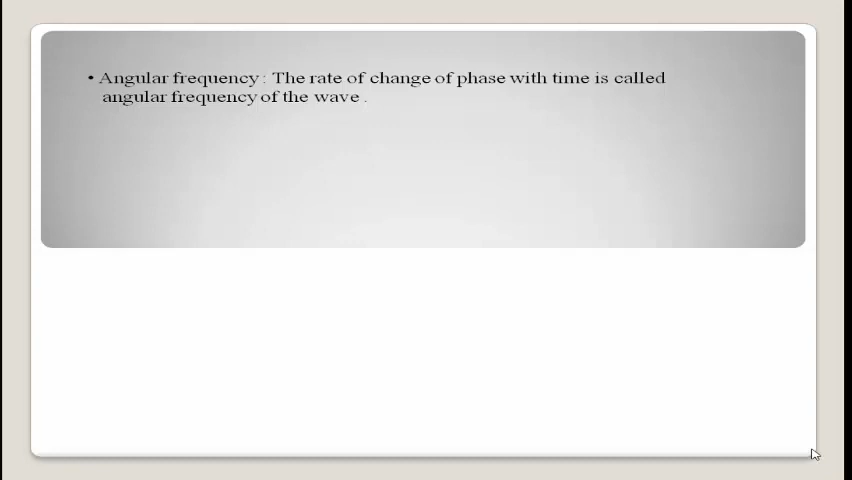 • Angular frequency : The rate of change of phase with time is called
angular frequency of the wave .